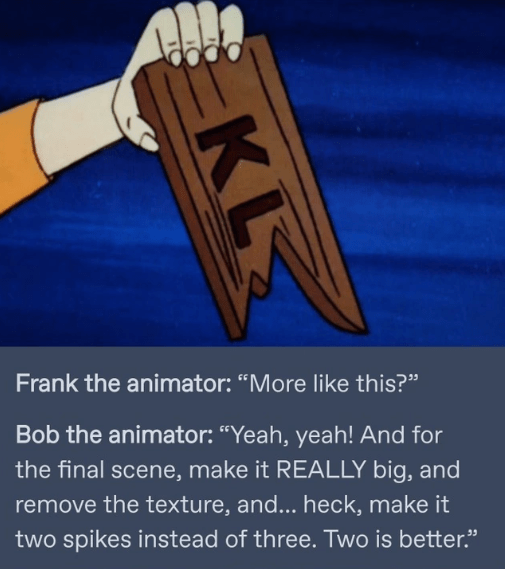 K
L
Frank the animator: “More like this?”
Bob the animator: “Yeah, yeah! And for
the final scene, make it REALLY big, and
remove the texture, and... heck, make it
two spikes instead of three. Two is better.”